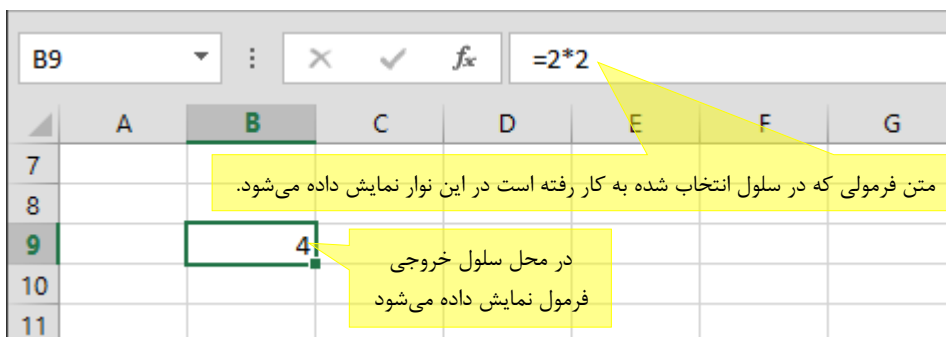 B9 fx =2*2
A B C D E F G
7
متن فرمولی که در سلول انتخاب شده به کار رفته است در این نوار نمایش داده می‌شود.
8
9 4
در محل سلول خروجی
10
فرمول نمایش داده می‌شود
11